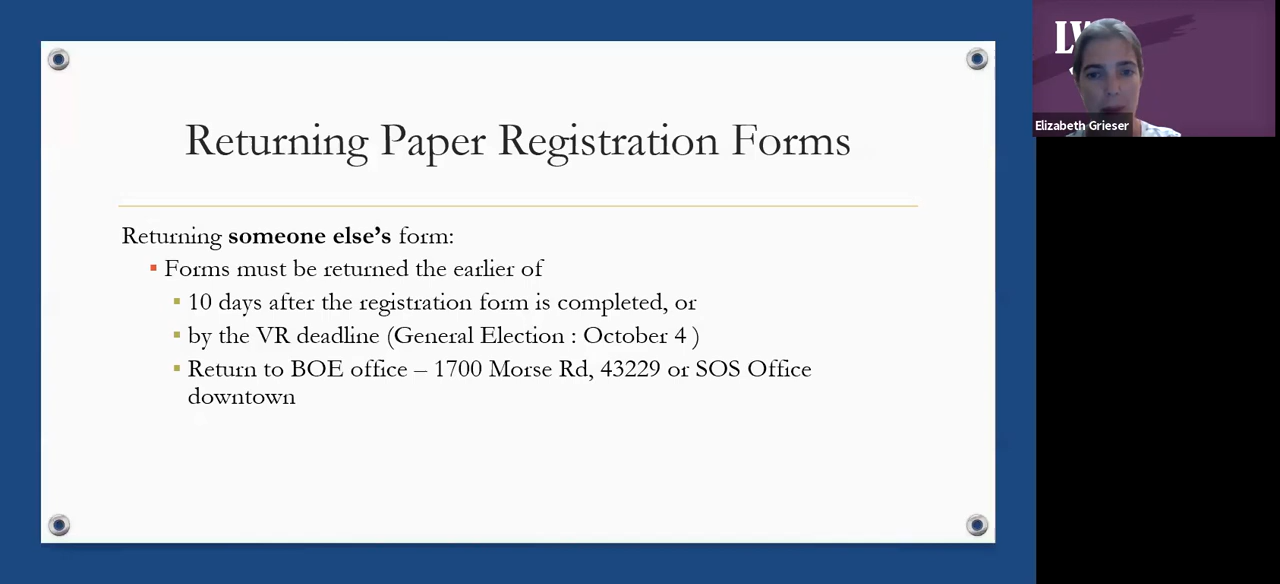 Returning Paper Registration Forms
Returning someone else’s form:
Forms must be returned the earlier of
10 days after the registration form is completed, or
by the VR deadline (General Election : October 4 )
Return to BOE office – 1700 Morse Rd, 43229 or SOS Office
downtown
Elizabeth Grieser